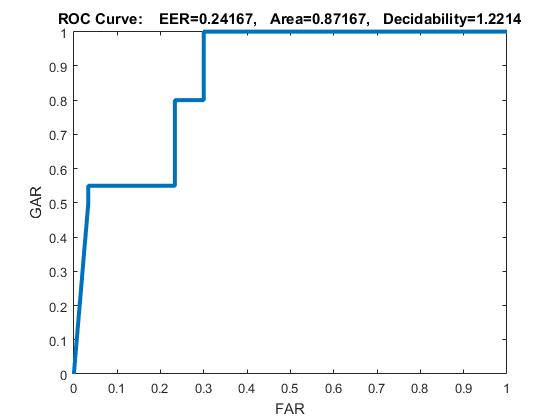 ROC Curve: EER=0.24167, Area=0.87167, Decidability=1.2214
1
0.9
0.8
0.7
0.6
0.5
0.4
0.3
0.2
0.1
0
GAR
0 0.1 0.2 0.3 0.4 0.5 0.6 0.7 0.8 0.9 1
FAR